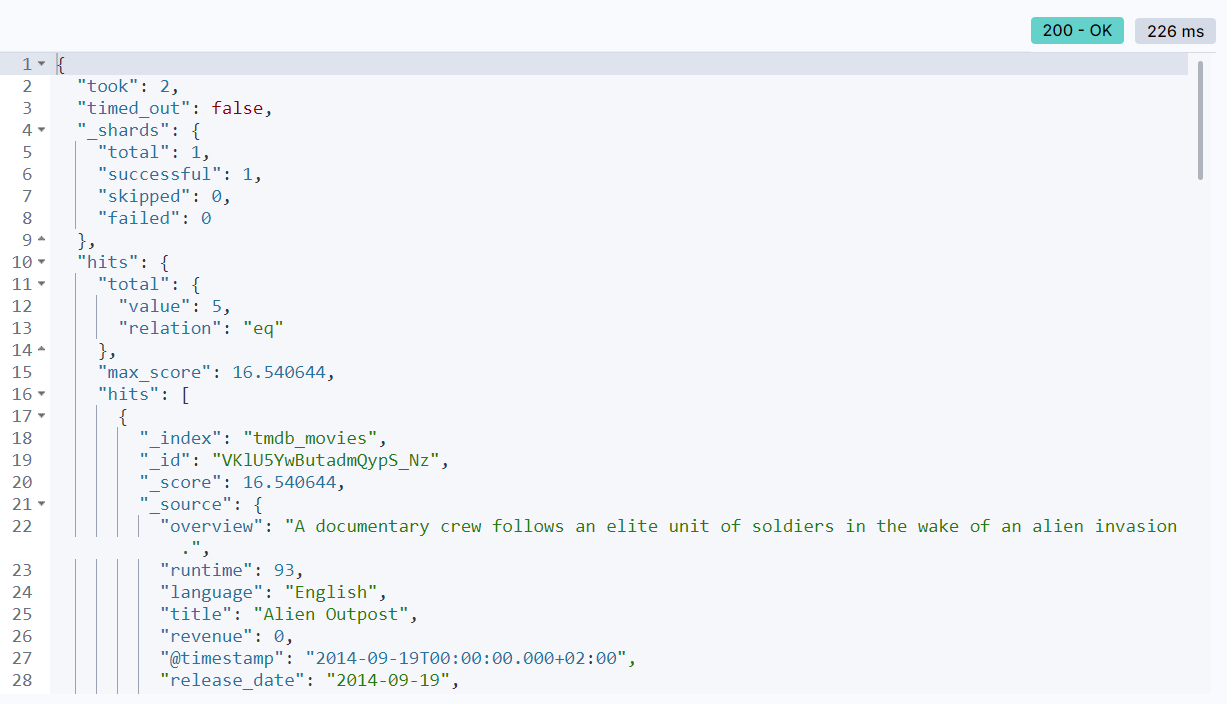 200 - OK 226 ms
1 {
2 "took": 2,
3 "timed_out": false,
4 "_shards": {
5 "total": 1,
6 "successful": 1,
7 "skipped": 0,
8 "failed": 0
9 },
10 "hits": {
11 "total": {
12 "value": 5,
13 "relation": "eq"
14 },
15 "max_score": 16.540644,
16 "hits": [
17 {
18 "_index": "tmdb_movies",
19 "_id": "VKlU5YwButadmQypS_Nz",
20 "_score": 16.540644,
21 "_source": {
22 "overview": "A documentary crew follows an elite unit of soldiers in the wake of an alien invasion
.",
23 "runtime": 93,
24 "language": "English",
25 "title": "Alien Outpost",
26 "revenue": 0,
27 "@timestamp": "2014-09-19T00:00:00.000+02:00",
28 "release_date": "2014-09-19",